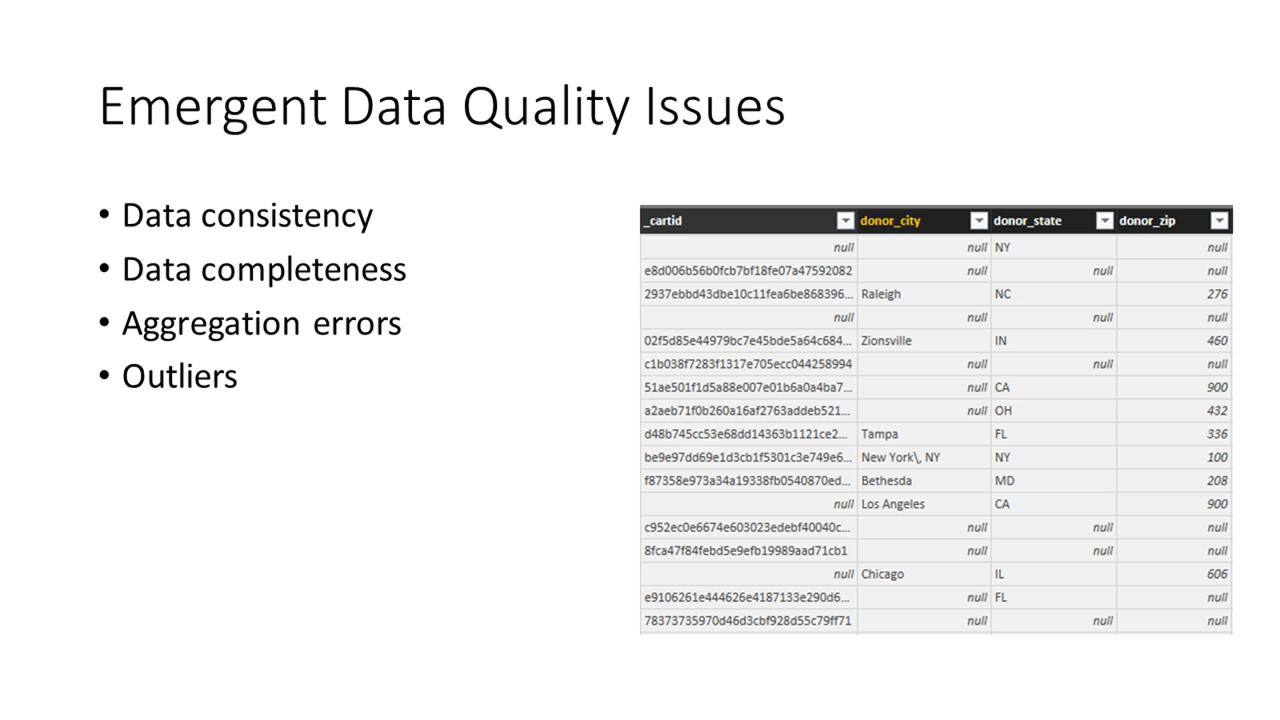 Emergent Data Quality Issues
• Data consistency
• Data completeness
• Aggregation errors
• Outliers
_cartid donor_city donor_state donor_zip
null null NY null
e8d006b56b0fcb7bf18fe07a47592082 null null null
2937ebbd43dbe10c11fea6be868396... Raleigh NC 276
null null null null
02f5d85e44979bc7e45bde5a64c684... Zionsville IN 460
c1b038f7283f1317e705ecc044258994 null null null
51ae501f1d5a88e007e01b6a0a4ba7... null CA 900
a2aeb71f0b260a16af2763addeb521... null OH 432
d48b745cc53e68dd14363b1121ce2... Tampa FL 336
be9e97dd69e1d3cb1f5301c3e749e6... New York\, NY NY 100
f87358e973a34a19338fb0540870ed... Bethesda MD 208
null Los Angeles CA 900
c952ec0e6674e603023edebf40040c... null null null
8fca47f84febd5e9efb19989aad71cb1 null null null
null Chicago IL 606
e9106261e444626e4187133e290d6... null FL null
78373735970d46d3cbf928d55c79ff71 null null null